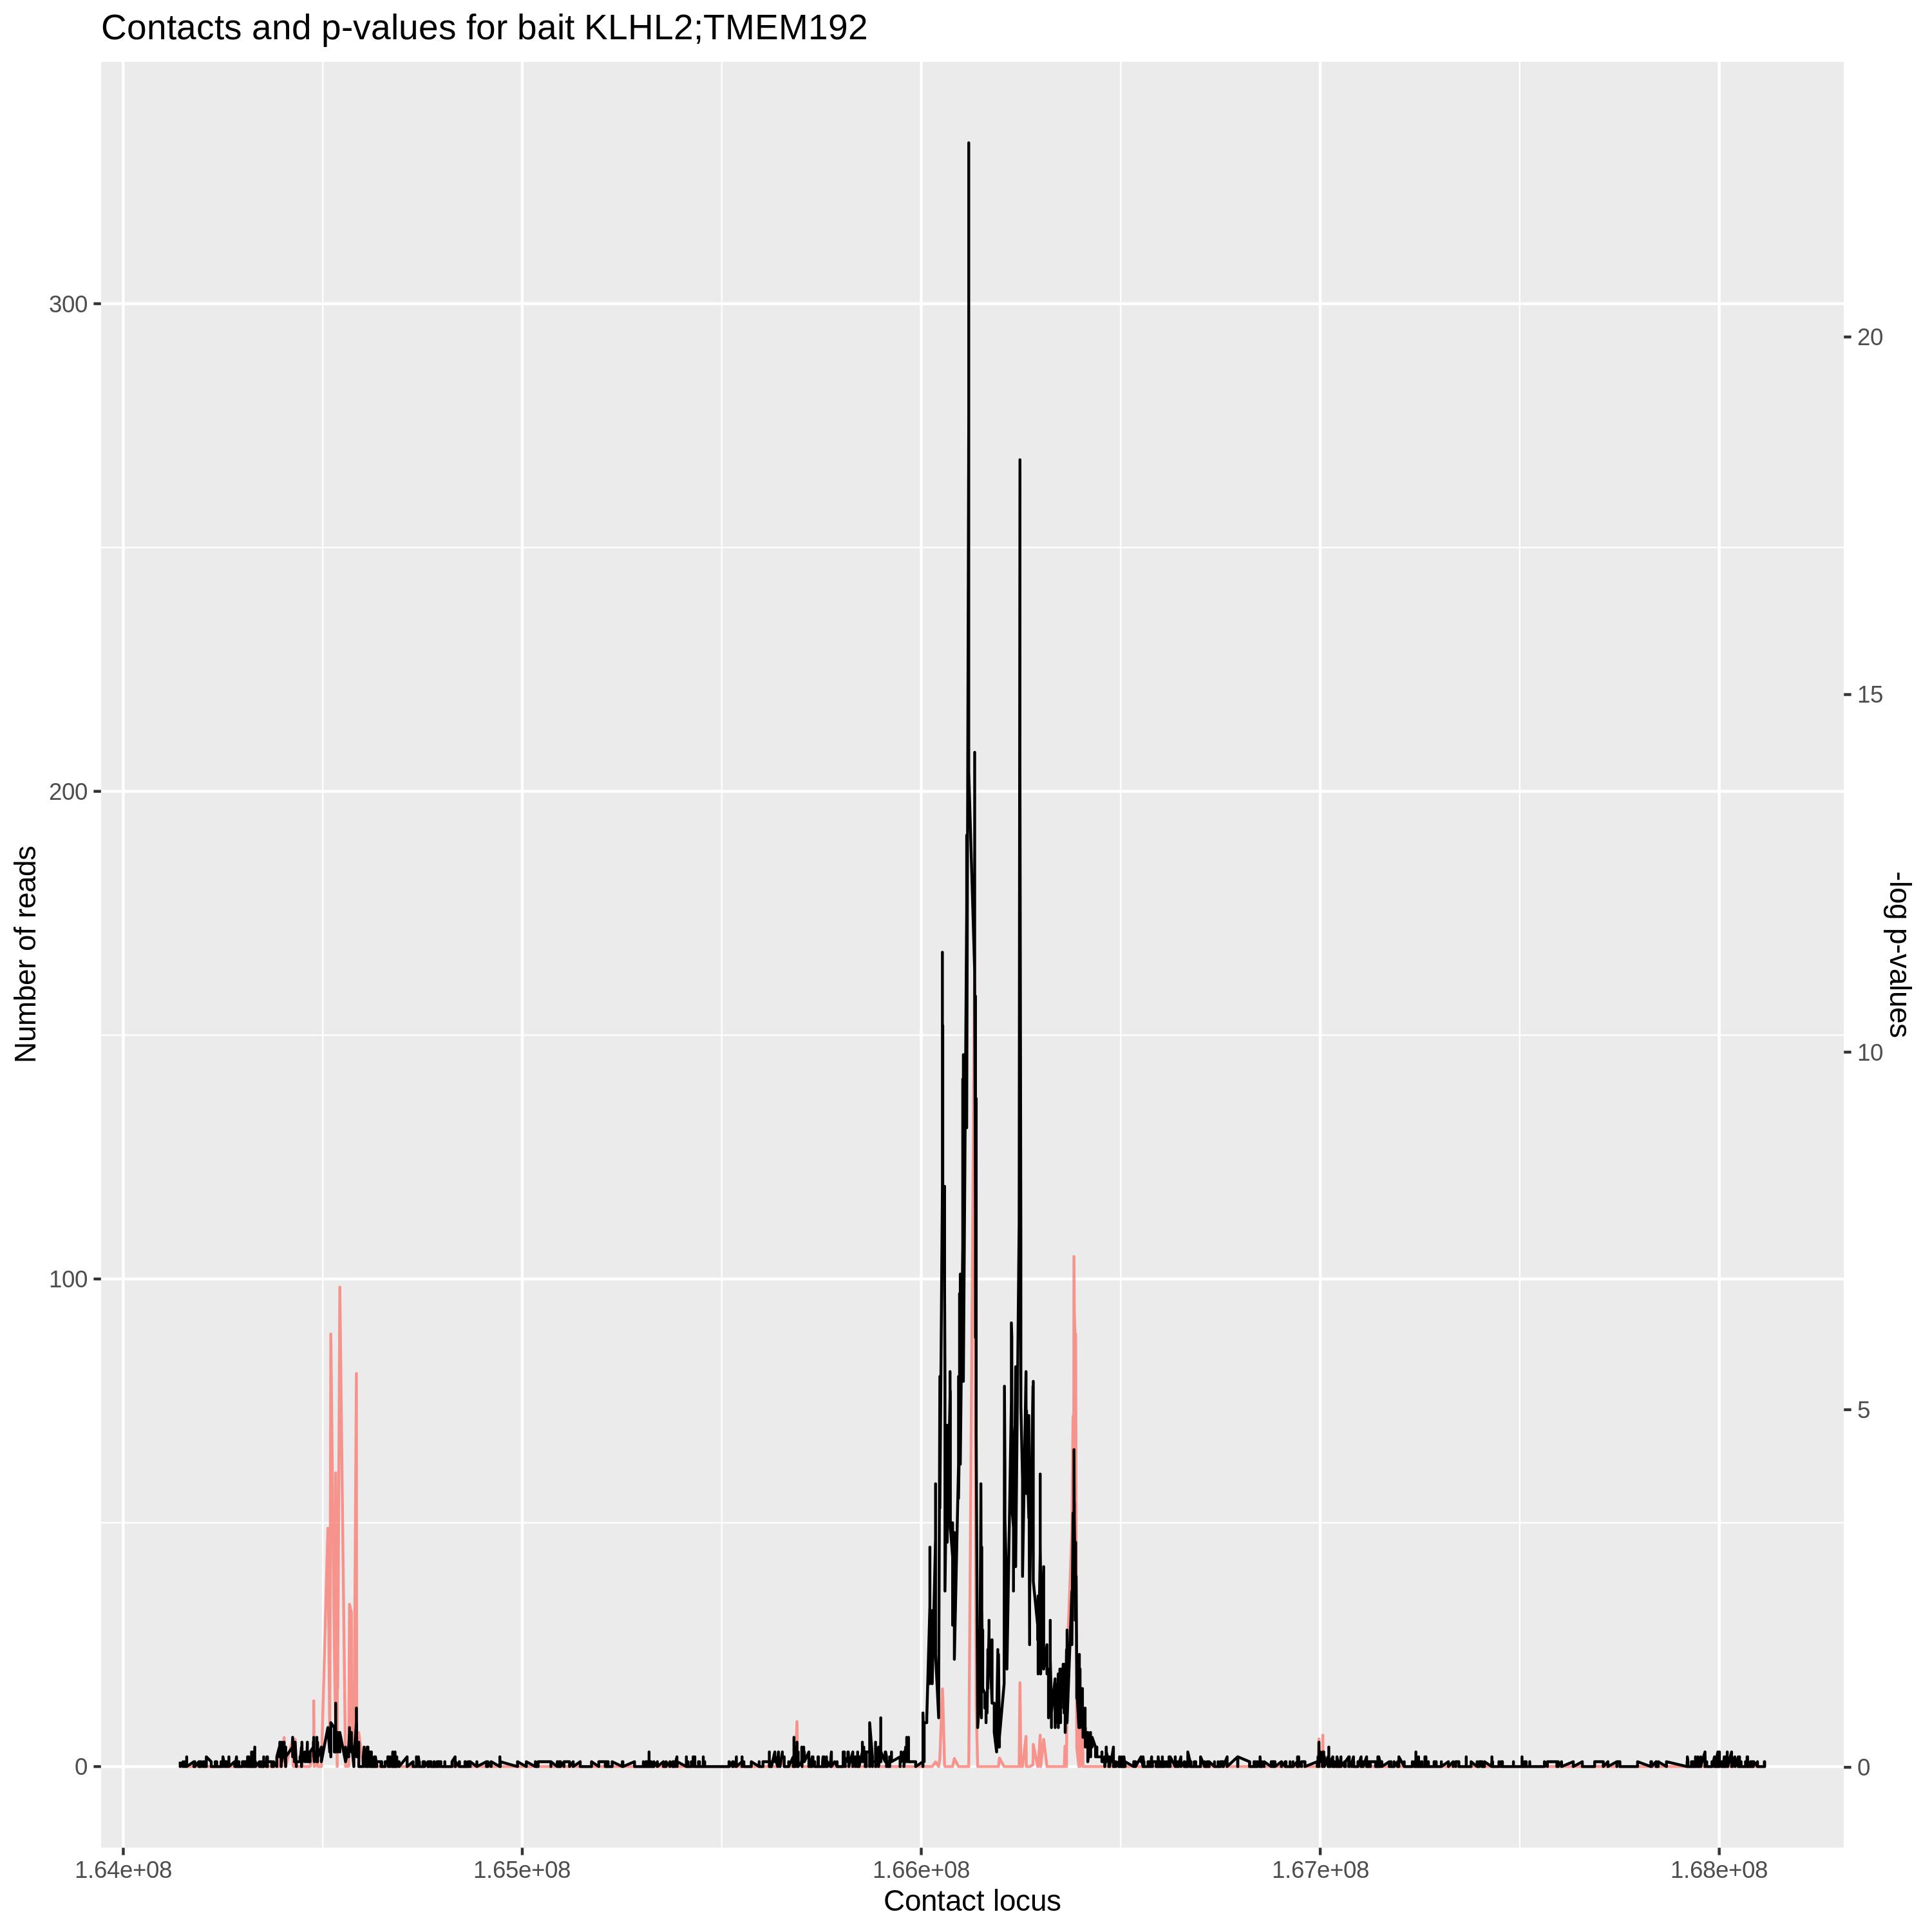 Contacts and p-values for bait KLHL2;TMEM192
300
200
100
0
20
15
10
5
0
Number of reads
-log p-values
1.64e+08 1.65e+08 1.66e+08 1.67e+08 1.68e+08
Contact locus